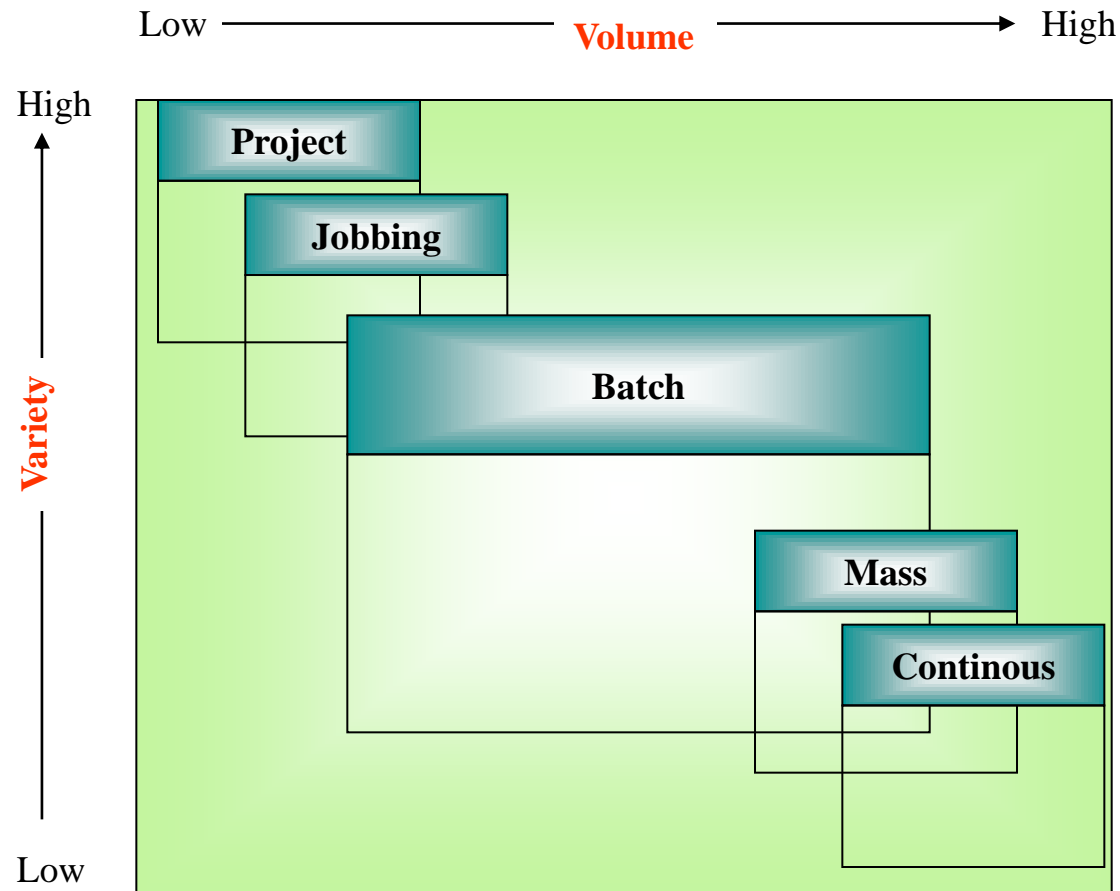 Low
Volume
High
High
Project
Jobbing
Batch
Variety
Mass
Continous
Low